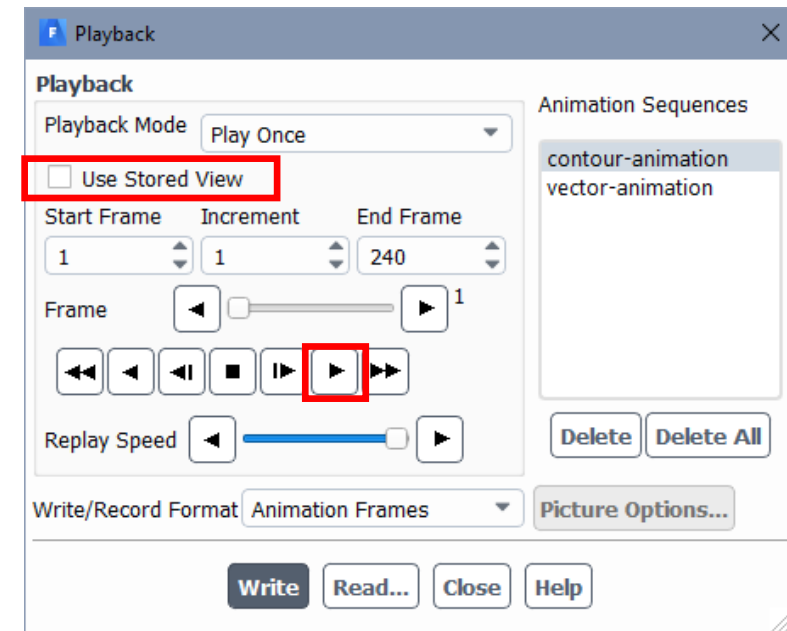 Playback
Playback
Playback Mode Play Once
Use Stored View
Start Frame Increment End Frame
1 1 240
Frame 1
Replay Speed
Animation Sequences
contour-animation
vector-animation
Delete Delete All
Write/Record Format Animation Frames Picture Options...
Write Read... Close Help